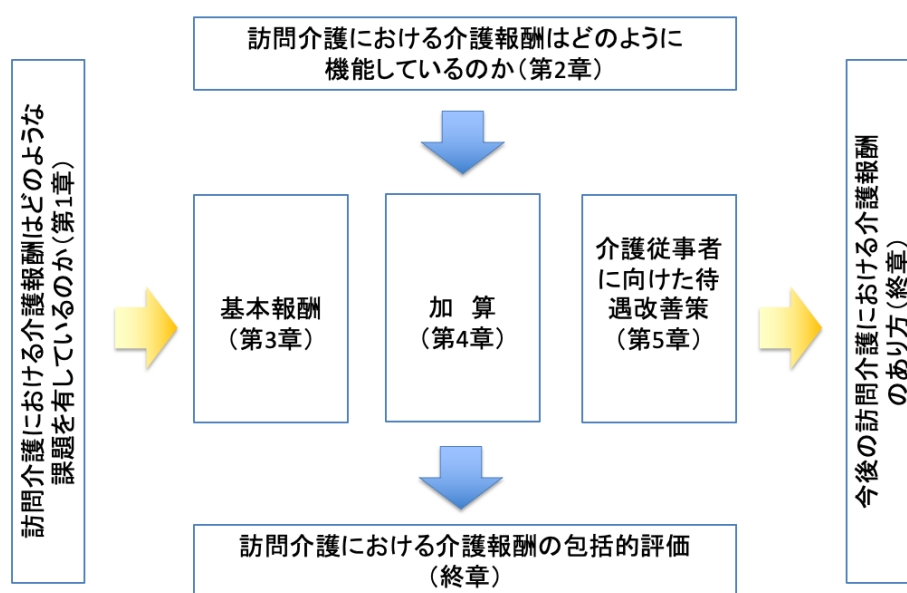 訪問介護における介護報酬はどのように
機能しているのか（第2章）
訪問介護における介護報酬はどのような
課題を有しているのか（第1章）
基本報酬
（第3章）
加　算
（第4章）
介護従事者
に向けた待
遇改善策
（第5章）
今後の訪問介護における介護報酬
のあり方（終章）
訪問介護における介護報酬の包括的評価
（終章）